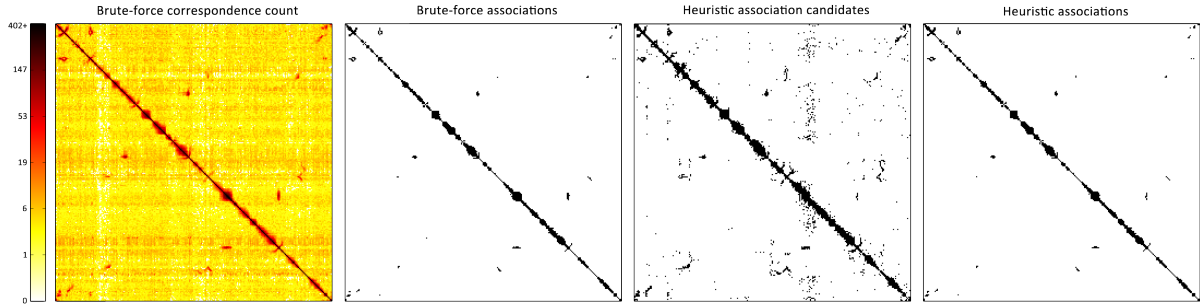 Brute-force correspondence count
Brute-force associations
Heuristic association candidates
Heuristic associations
402+
147
53
19
6
1
0